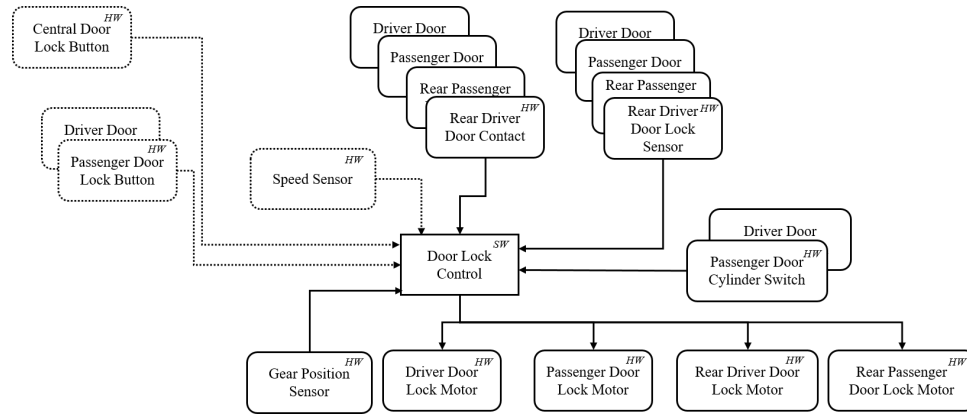 HW
Central Door
Lock Button
Driver Door
HW
Passenger Door
Lock Button
HW
Speed Sensor
Driver Door
Passenger Door
Rear Passenger
HW
Rear Driver
Door Contact
Driver Door
Passenger Door
Rear Passenger
HW
Rear Driver
Door Lock
Sensor
SW
Door Lock
Control
Driver Door
HW
Passenger Door
Cylinder Switch
HW
Gear Position
Sensor
HW
Driver Door
Lock Motor
HW
Passenger Door
Lock Motor
HW
Rear Driver Door
Lock Motor
HW
Rear Passenger
Door Lock Motor